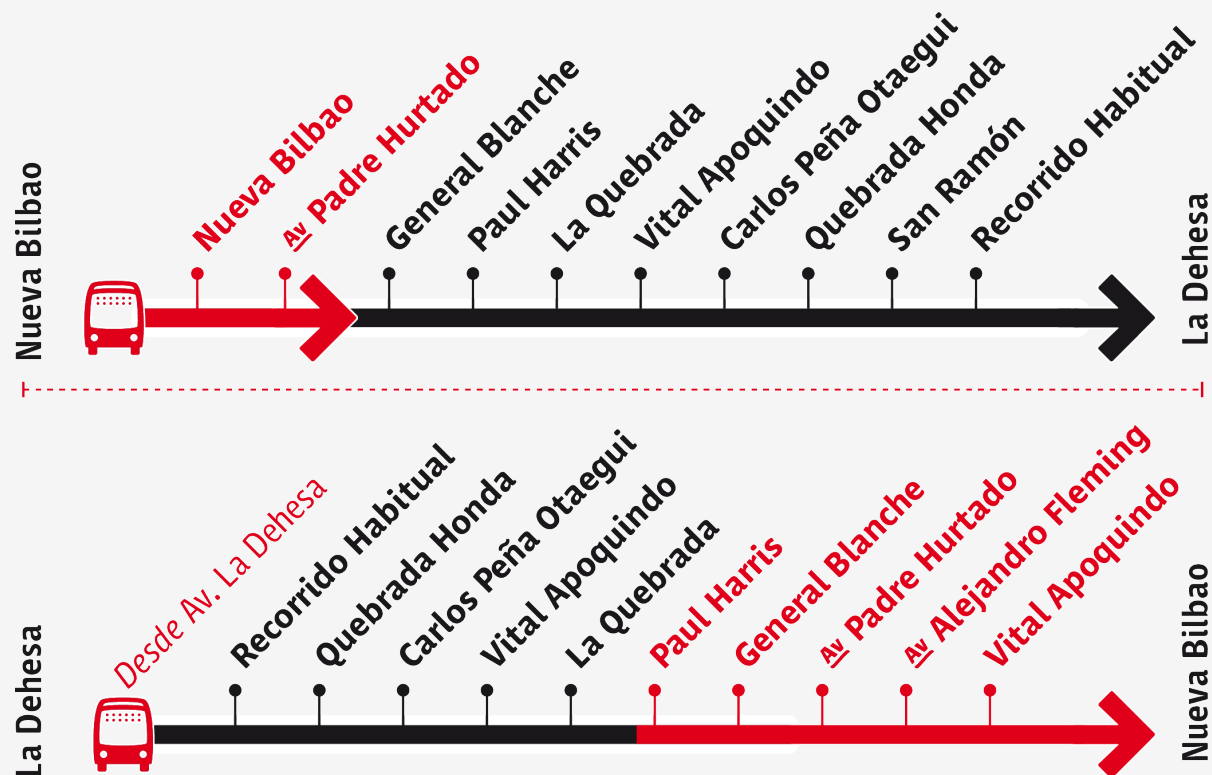 Nueva Bilbao
Nueva Bilbao
Av Padre Hurtado
General Blanche
Paul Harris
La Quebrada
Vital Apoquindo
Carlos Peña Otaegui
Quebrada Honda
San Ramón
Recorrido Habitual
La Dehesa
La Dehesa
Desde Av. La Dehesa
Recorrido Habitual
Quebrada Honda
Carlos Peña Otaegui
Vital Apoquindo
La Quebrada
Paul Harris
General Blanche
Av Padre Hurtado
Av Alejandro Fleming
Vital Apoquindo
Nueva Bilbao